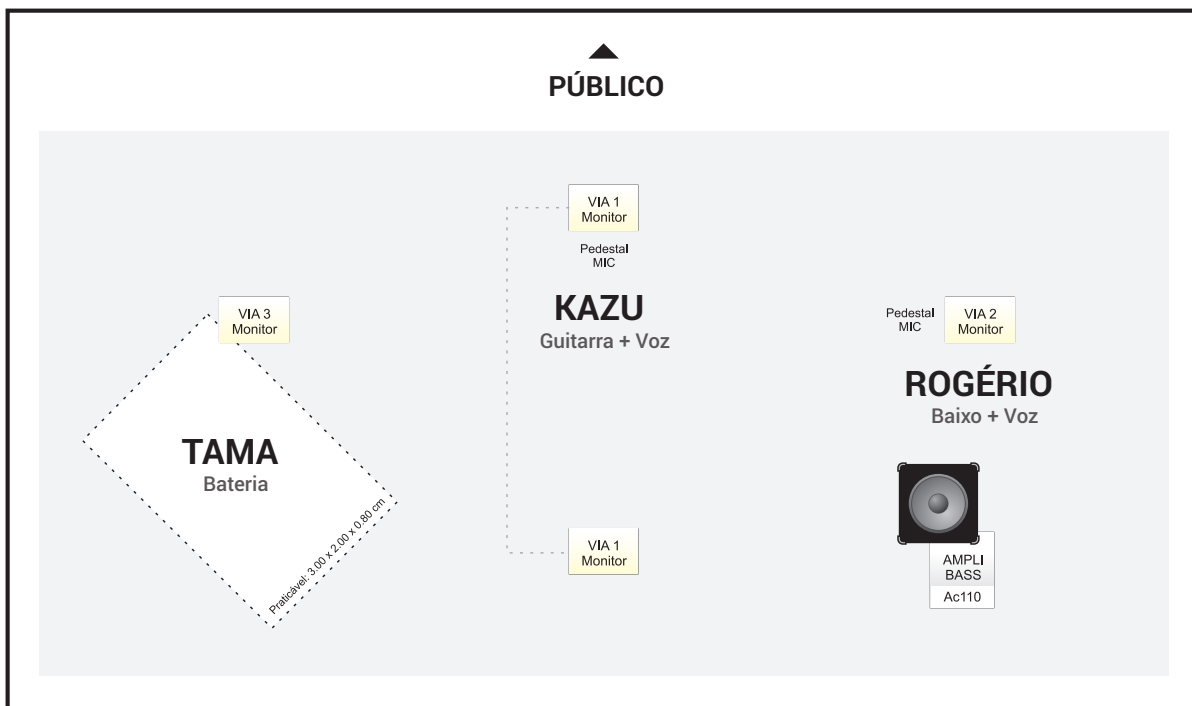 PÚBLICO
VIA 1
Monitor
Pedestal
MIC
KAZU
Guitarra + Voz
VIA 3
Monitor
TAMA
Bateria
Praticável: 3.00 x 2.00 x 0.80 cm
Pedestal
MIC
VIA 2
Monitor
ROGÉRIO
Baixo + Voz
VIA 1
Monitor
AMPLI
BASS
Ac110